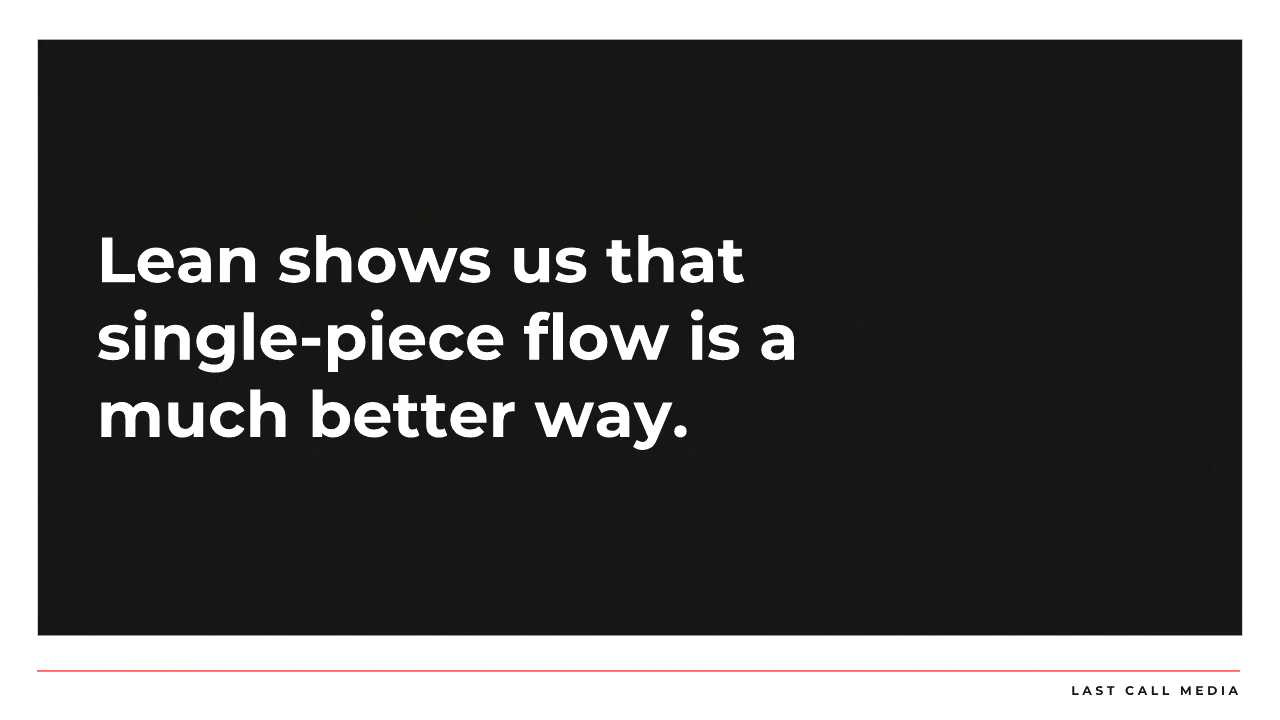 Lean shows us that
single-piece flow is a
much better way.
LAST CALL MEDIA